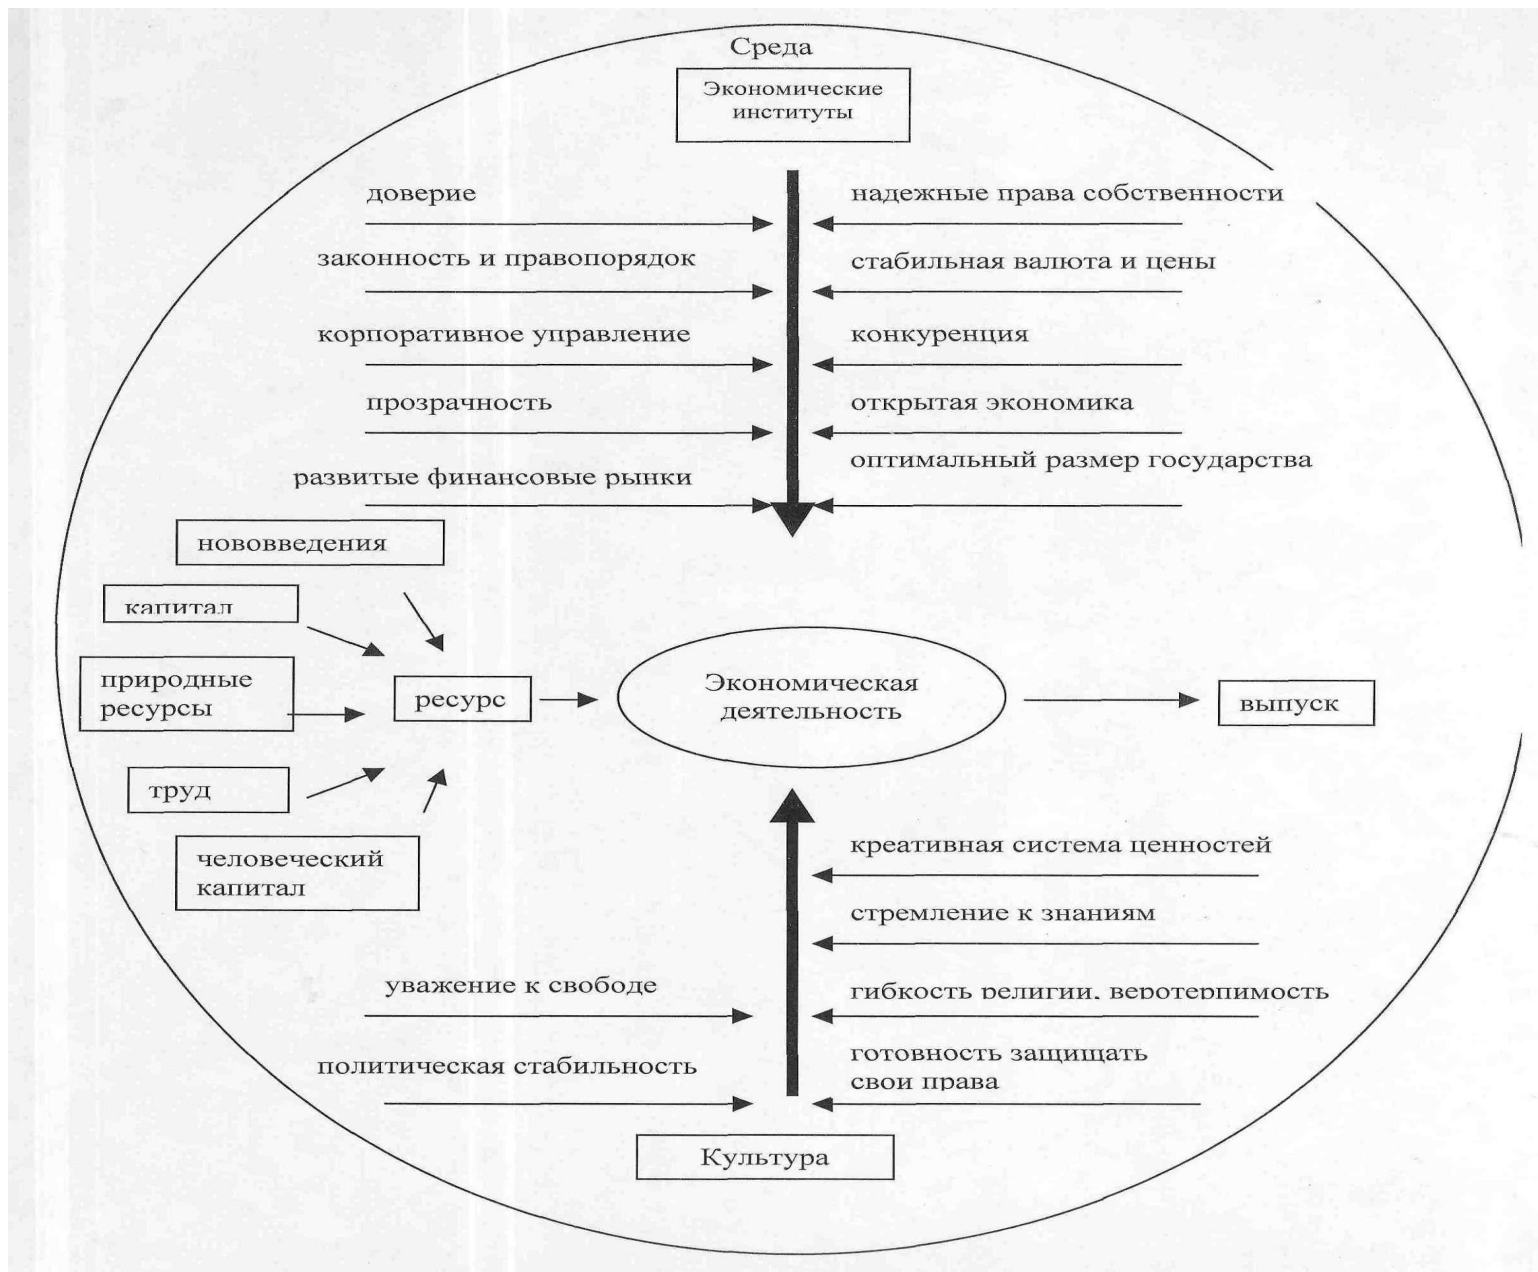 Среда
Экономические
институты
доверие
надежные права собственности
законность и правопорядок
стабильная валюта и цены
корпоративное управление
конкуренция
прозрачность
открытая экономика
развитые финансовые рынки
оптимальный размер государства
нововведения
капитал
природные
ресурсы
ресурс
Экономическая
деятельность
выпуск
труд
человеческий
капитал
креативная система ценностей
стремление к знаниям
уважение к свободе
гибкость религии, веротерпимость
политическая стабильность
готовность защищать
свои права
Культура